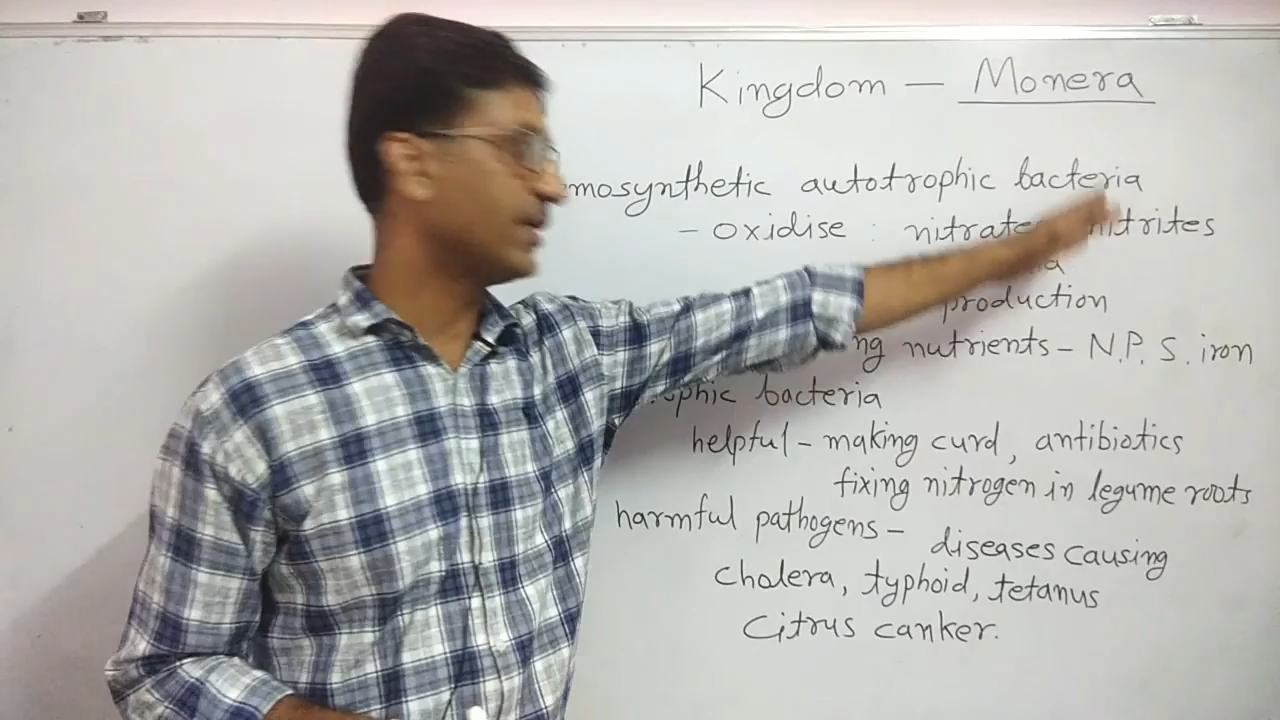 Kingdom — Monera
mosynthetic autotrophic bacteria
- oxidise : nitrate nitrites
production
ng nutrients - N.P. S. iron
phic bacteria
helpful - making curd, antibiotics
fixing nitrogen in legume roots
harmful pathogens - diseases causing
cholera, typhoid, tetanus
citrus canker.